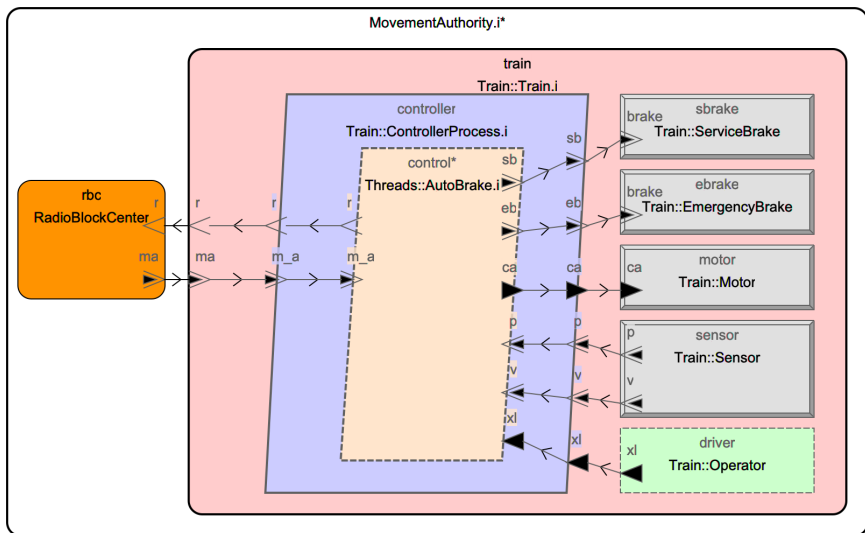 MovementAuthority.i*
train
Train::Train.i
controller
Train::ControllerProcess.i
control*
Threads::AutoBrake.i
rbc
RadioBlockCenter
r
r
r
r
ma
ma
m_a
m_a
sb
sb
eb
eb
ca
ca
p
p
v
v
xl
xl
sbrake
brake
Train::ServiceBrake
ebrake
brake
Train::EmergencyBrake
motor
ca
Train::Motor
sensor
p
Train::Sensor
v
driver
xl
Train::Operator